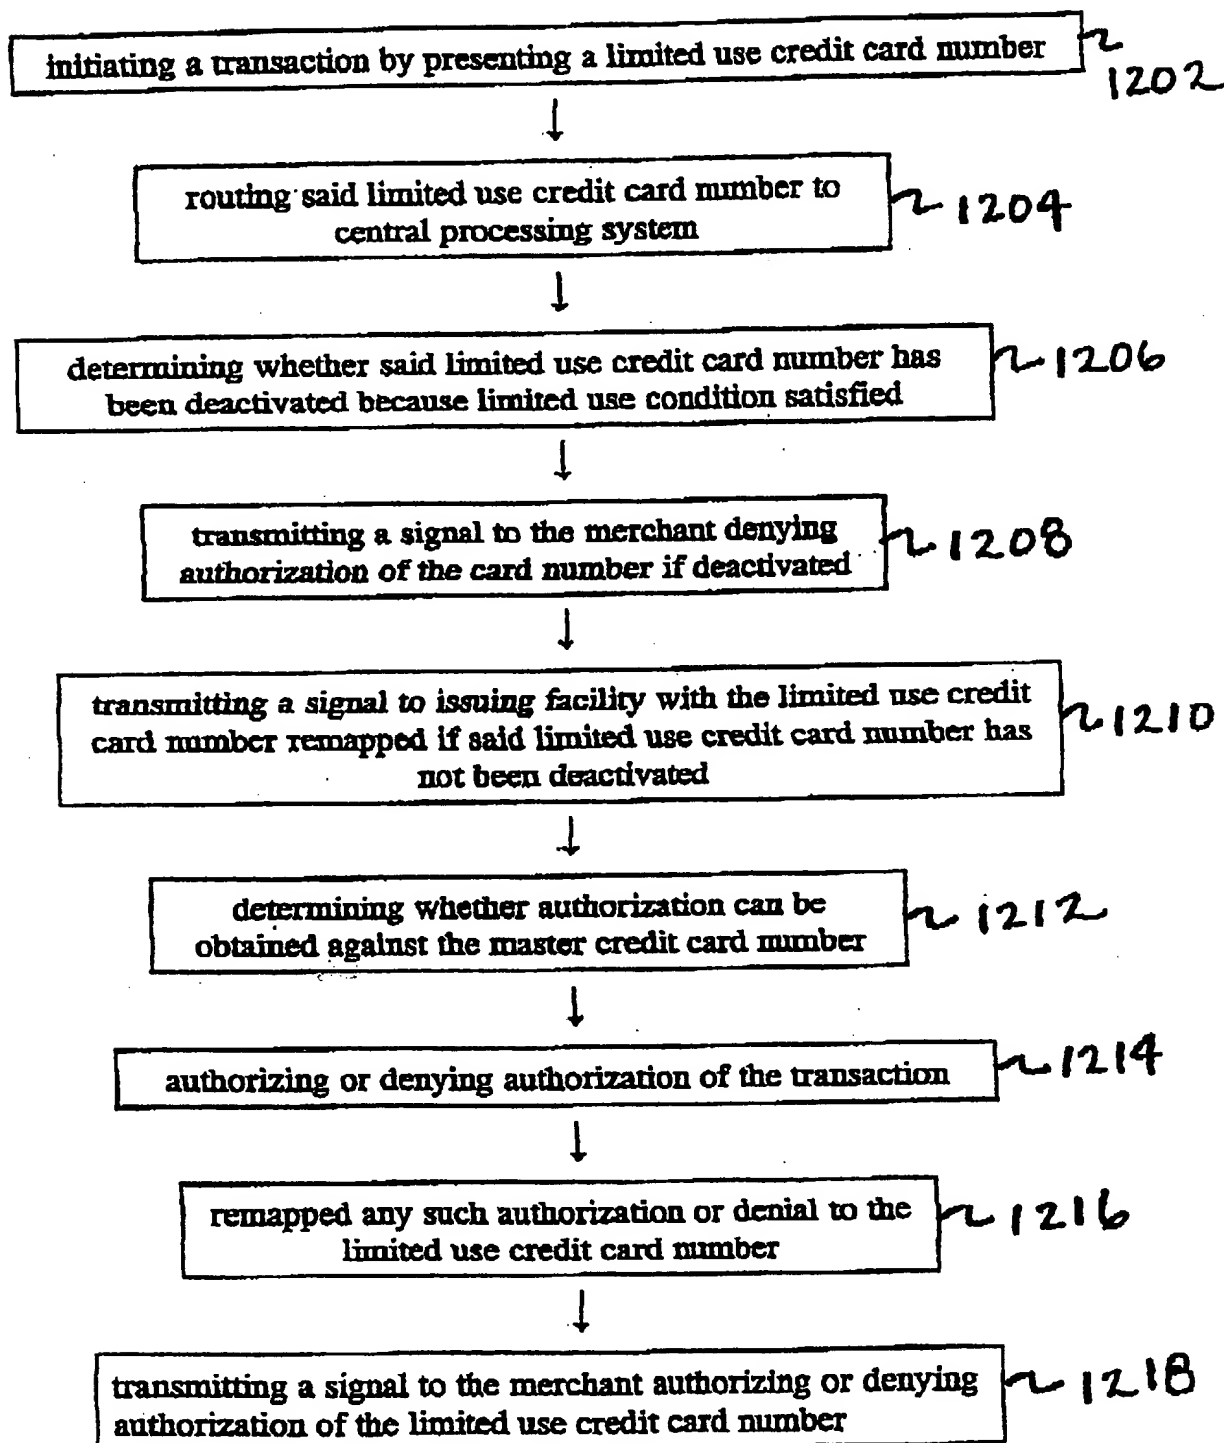 initiating a transaction by presenting a limited use credit card number
1202
routing said limited use credit card number to
central processing system
1204
determining whether said limited use credit card number has
been deactivated because limited use condition satisfied
1206
transmitting a signal to the merchant denying
authorization of the card number if deactivated
1208
transmitting a signal to issuing facility with the limited use credit
card number remapped if said limited use credit card number has
not been deactivated
1210
determining whether authorization can be
obtained against the master credit card number
1212
authorizing or denying authorization of the transaction
1214
remapped any such authorization or denial to the
limited use credit card number
1216
transmitting a signal to the merchant authorizing or denying
authorization of the limited use credit card number
1218